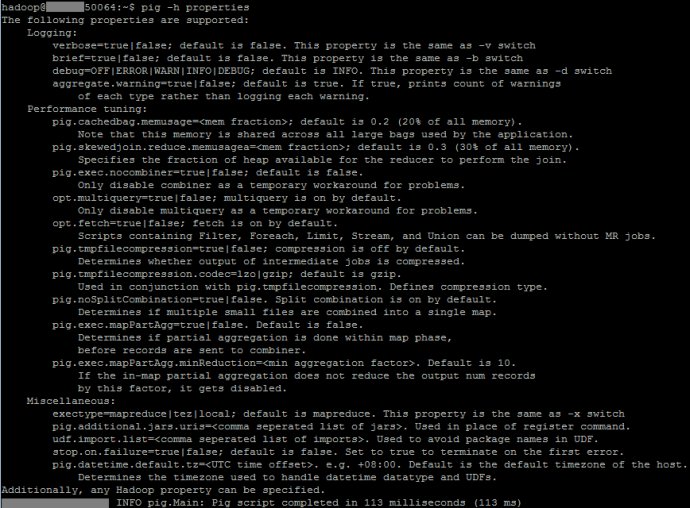 hadoop@ 50064:~$ pig -h properties
The following properties are supported:
Logging:
verbose=true|false; default is false. This property is the same as -v switch
brief=true|false; default is false. This property is the same as -b switch
debug=OFF|ERROR|WARN|INFO|DEBUG; default is INFO. This property is the same as -d switch
aggregate.warning=true|false; default is true. If true, prints count of warnings
of each type rather than logging each warning.
Performance tuning:
pig.cachedbag.memusage=<mem fraction>; default is 0.2 (20% of all memory).
Note that this memory is shared across all large bags used by the application.
pig.skewedjoin.reduce.memusagea=<mem fraction>; default is 0.3 (30% of all memory).
Specifies the fraction of heap available for the reducer to perform the join.
pig.exec.nocombiner=true|false; default is false.
Only disable combiner as a temporary workaround for problems.
opt.multiquery=true|false; multiquery is on by default.
Only disable multiquery as a temporary workaround for problems.
opt.fetch=true|false; fetch is on by default.
Scripts containing Filter, Foreach, Limit, Stream, and Union can be dumped without MR jobs.
pig.tmpfilecompression=true|false; compression is off by default.
Determines whether output of intermediate jobs is compressed.
pig.tmpfilecompression.codec=lzo|gzip; default is gzip.
Used in conjunction with pig.tmpfilecompression. Defines compression type.
pig.noSplitCombination=true|false. Split combination is on by default.
Determines if multiple small files are combined into a single map.
pig.exec.mapPartAgg=true|false. Default is false.
Determines if partial aggregation is done within map phase,
before records are sent to combiner.
pig.exec.mapPartAgg.minReduction=<min aggregation factor>. Default is 10.
If the in-map partial aggregation does not reduce the output num records
by this factor, it gets disabled.
Miscellaneous:
exectype=mapreduce|tez|local; default is mapreduce. This property is the same as -x switch
pig.additional.jars.uris=<comma seperated list of jars>. Used in place of register command.
udf.import.list=<comma seperated list of imports>. Used to avoid package names in UDF.
stop.on.failure=true|false; default is false. Set to true to terminate on the first error.
pig.datetime.default.tz=<UTC time offset>. e.g. +08:00. Default is the default timezone of the host.
Determines the timezone used to handle datetime datatype and UDFs.
Additionally, any Hadoop property can be specified.
INFO pig.Main: Pig script completed in 113 milliseconds (113 ms)